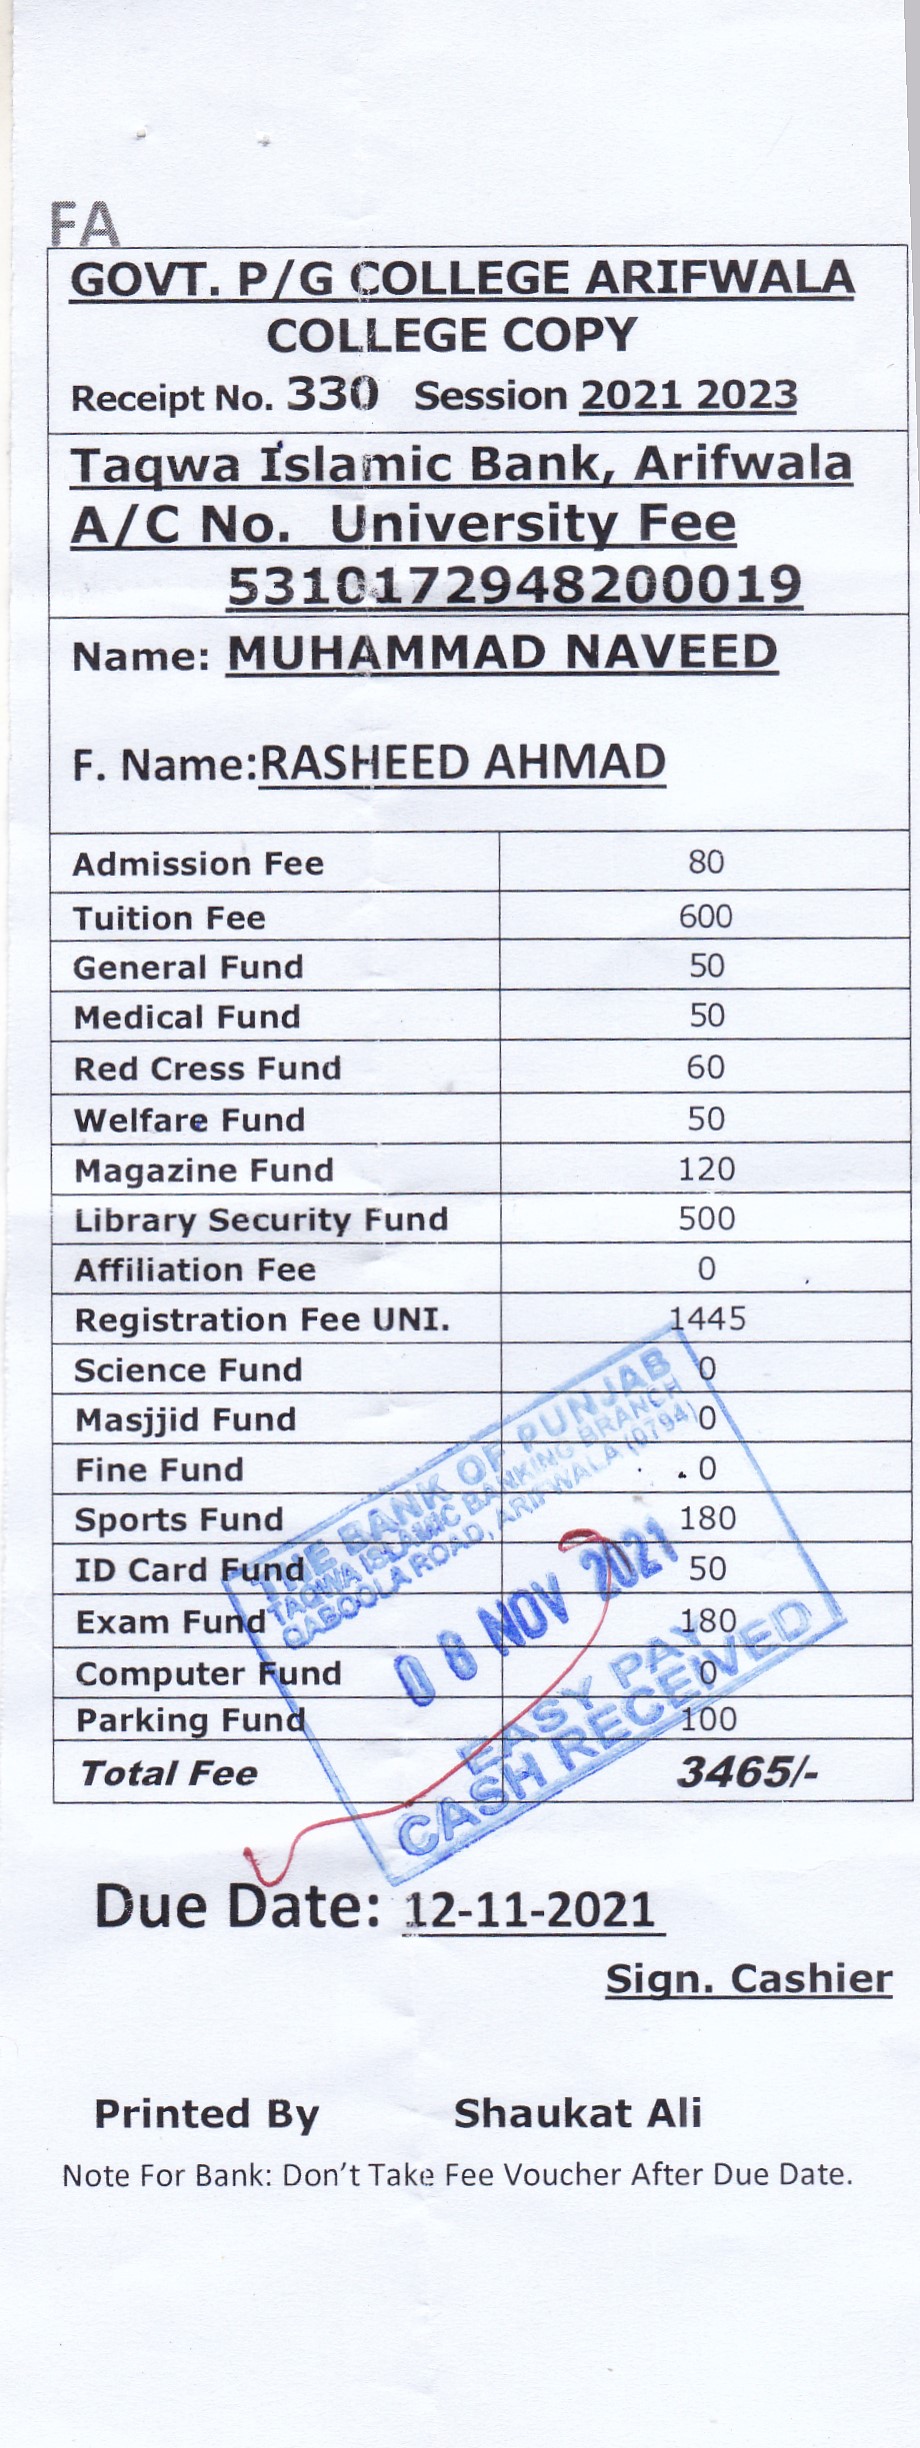 FA
GOVT. P/G COLLEGE ARIFWALA
COLLEGE COPY
Receipt No. 330 Session 2021 2023
Taqwa Islamic Bank, Arifwala
A/C No. University Fee
5310172948200019
Name: MUHAMMAD NAVEED
F. Name:RASHEED AHMAD
Admission Fee 80
Tuition Fee 600
General Fund 50
Medical Fund 50
Red Cress Fund 60
Welfare Fund 50
Magazine Fund 120
Library Security Fund 500
Affiliation Fee 0
Registration Fee UNI. 1445
Science Fund 0
Masjjid Fund 0
Fine Fund 0
Sports Fund 180
ID Card Fund 50
Exam Fund 180
Computer Fund 0
Parking Fund 100
Total Fee 3465/-
THE BANK OF PUNJAB
TAQWA ISLAMIC BANKING BRANCH
QABOOLA ROAD, ARIFWALA (0794)
08 NOV 2021
EASY PAY
CASH RECEIVED
Due Date: 12-11-2021
Sign. Cashier
Printed By Shaukat Ali
Note For Bank: Don't Take Fee Voucher After Due Date.